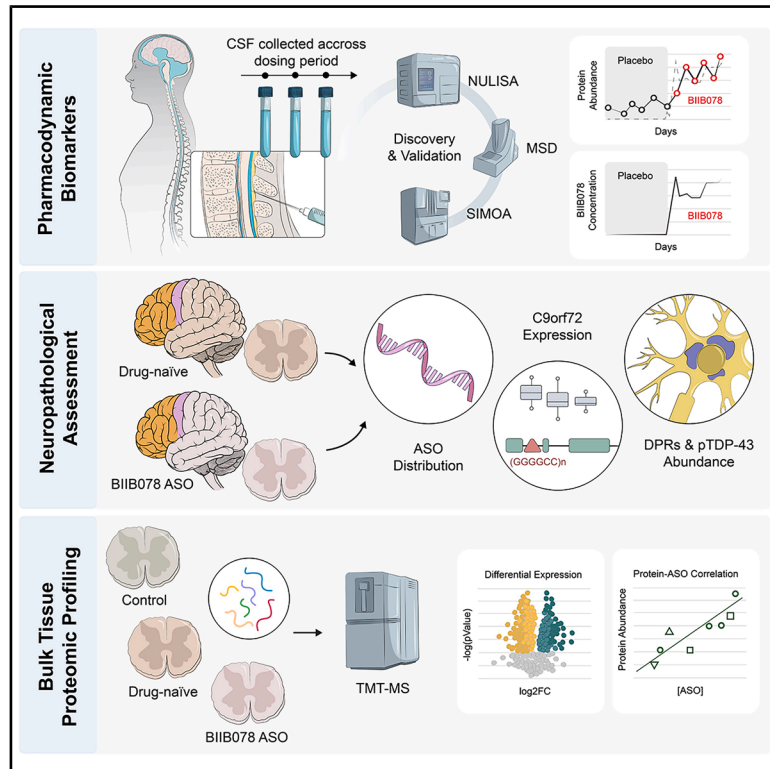 Pharmacodynamic
Biomarkers
CSF collected accross
dosing period
NULISA
Discovery
& Validation
MSD
SIMOA
Protein
Abundance
Placebo
BIIB078
Days
BIIB078
Concentration
Placebo
BIIB078
Days
Neuropathological
Assessment
Drug-naïve
BIIB078 ASO
ASO
Distribution
C9orf72
Expression
(GGGGCC)n
DPRs & pTDP-43
Abundance
Bulk Tissue
Proteomic Profiling
Control
Drug-naïve
BIIB078 ASO
TMT-MS
Differential Expression
-log(pValue)
log2FC
Protein-ASO Correlation
Protein Abundance
[ASO]